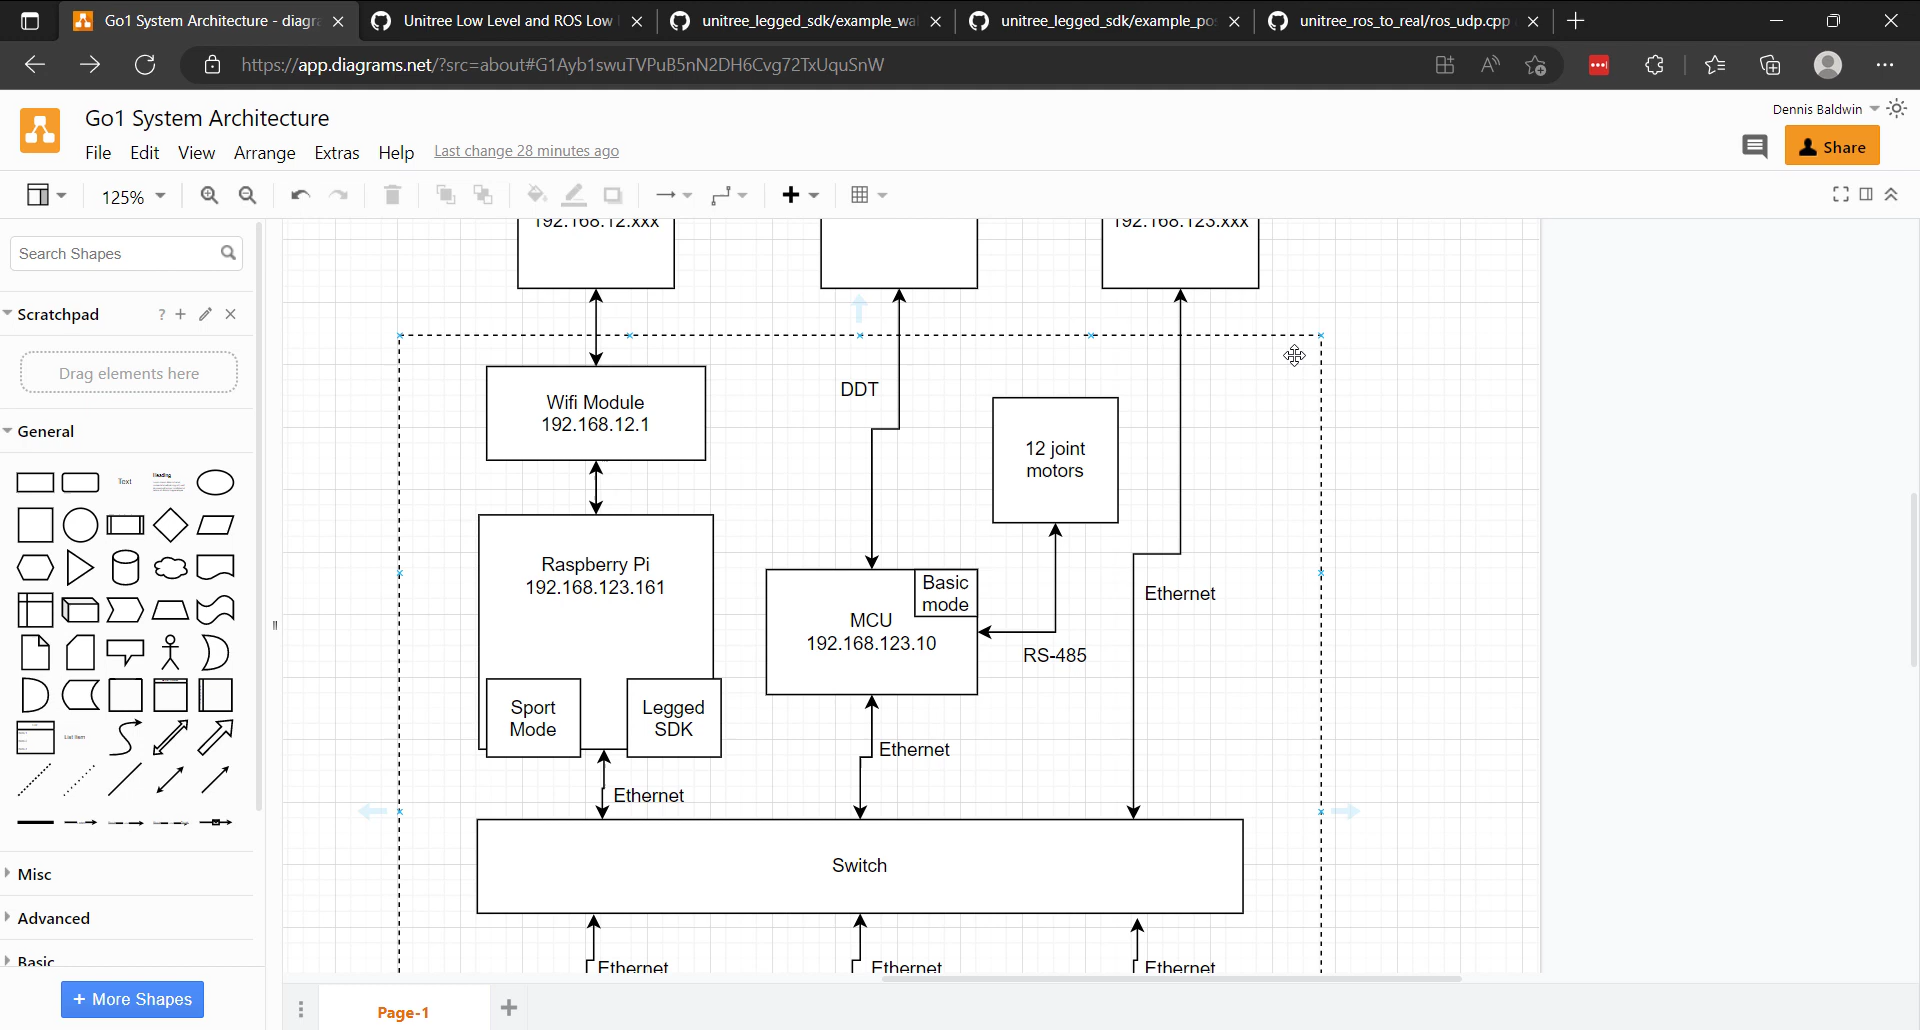 Go1 System Architecture - diagr
Unitree Low Level and ROS Low
unitree_legged_sdk/example_wa
unitree_legged_sdk/example_po
unitree_ros_to_real/ros_udp.cpp
https://app.diagrams.net/?src=about#G1Ayb1swuTVPuB5nN2DH6Cvg72TxUquSnW
Go1 System Architecture
Dennis Baldwin
File Edit View Arrange Extras Help Last change 28 minutes ago
Share
125%
Search Shapes
Scratchpad
?
Drag elements here
General
Text
Heading
List Item
Misc
Advanced
Basic
+ More Shapes
192.168.12.xxx
192.168.123.xxx
Wifi Module
192.168.12.1
DDT
12 joint
motors
Raspberry Pi
192.168.123.161
Basic
mode
MCU
192.168.123.10
Ethernet
RS-485
Sport
Mode
Legged
SDK
Ethernet
Ethernet
Switch
Ethernet
Ethernet
Ethernet
Page-1